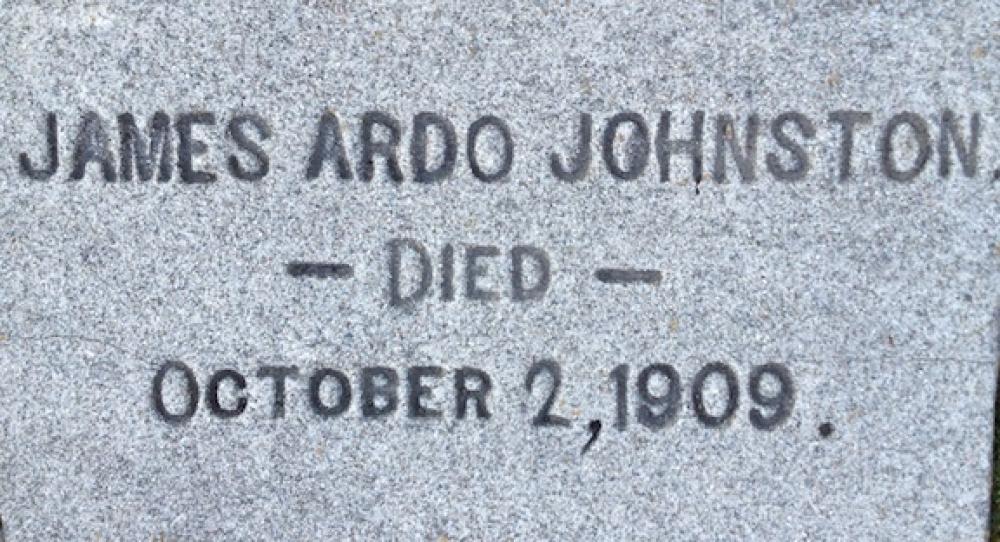 JAMES ARDO JOHNSTON.
— DIED —
OCTOBER 2, 1909.